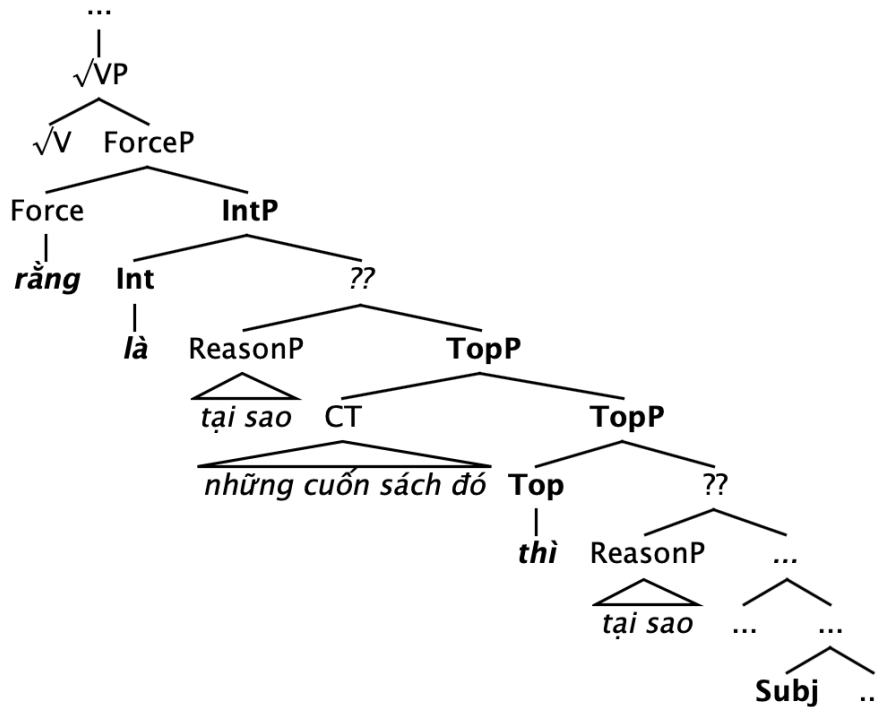 ...
√VP
√V ForceP
Force IntP
rằng Int ??
là ReasonP TopP
tại sao CT TopP
những cuốn sách đó Top ??
thì ReasonP ...
tại sao ... ...
Subj ..